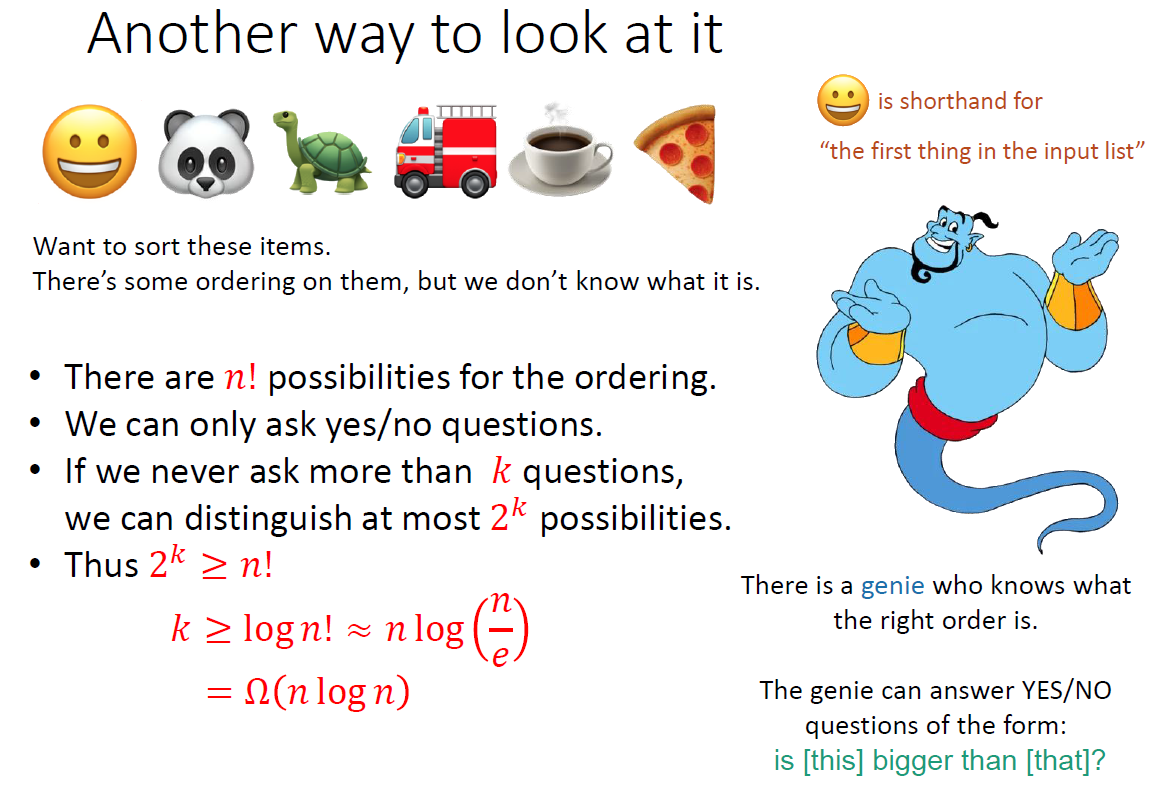 Another way to look at it
is shorthand for
“the first thing in the input list”
Want to sort these items.
There’s some ordering on them, but we don’t know what it is.
• There are n! possibilities for the ordering.
• We can only ask yes/no questions.
• If we never ask more than k questions,
we can distinguish at most 2^k possibilities.
• Thus 2^k ≥ n!
k ≥ log n! ≈ n log(n/e)
= Ω(n log n)
There is a genie who knows what
the right order is.
The genie can answer YES/NO
questions of the form:
is [this] bigger than [that]?